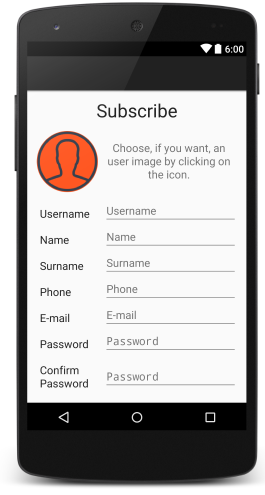 6:00
Subscribe
Choose, if you want, an
user image by clicking on
the icon.
Username Username
Name Name
Surname Surname
Phone Phone
E-mail E-mail
Password Password
Confirm
Password Password